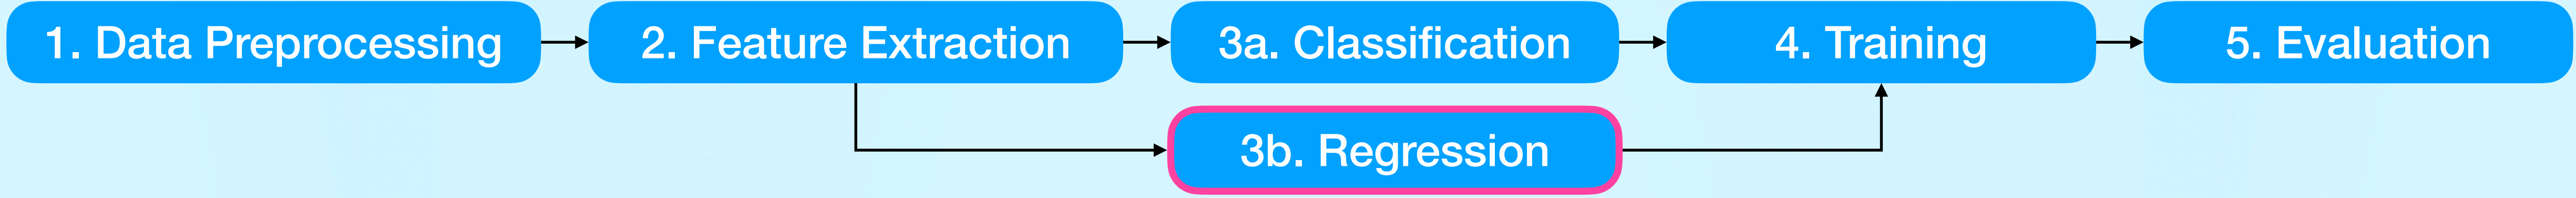 1. Data Preprocessing
2. Feature Extraction
3a. Classification
4. Training
5. Evaluation
3b. Regression